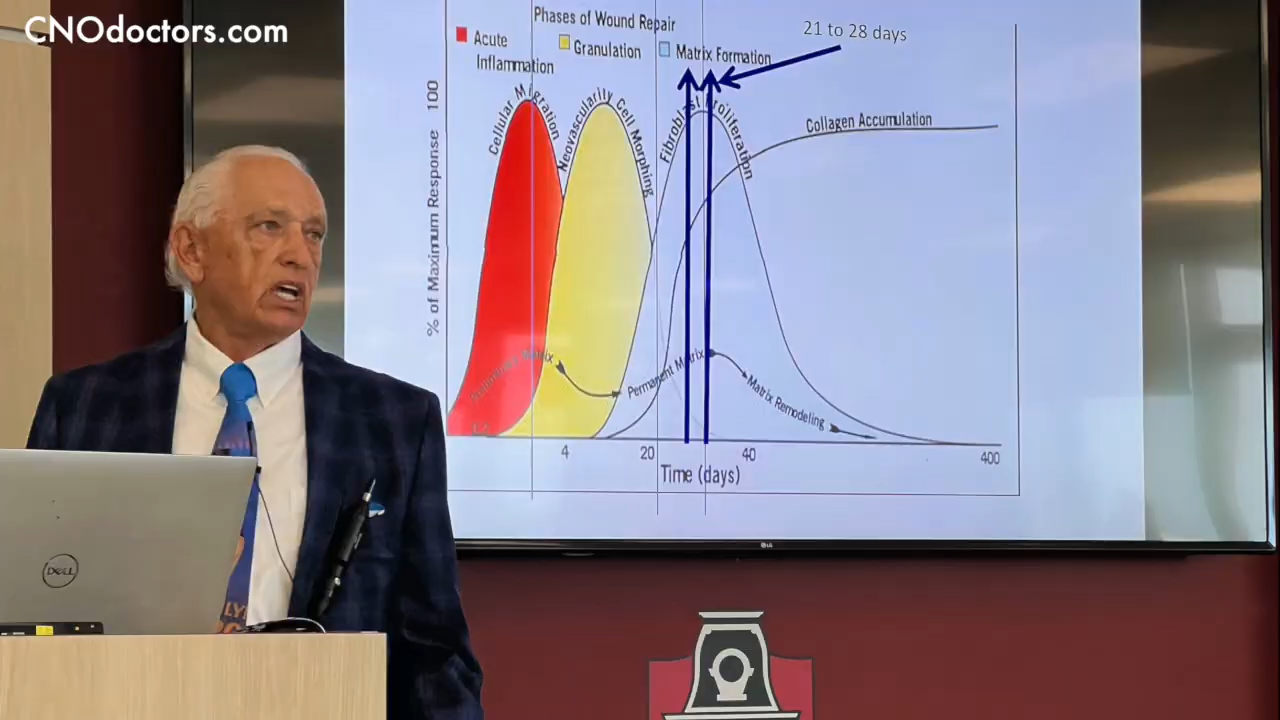 CNOdoctors.com
Phases of Wound Repair
Acute
Inflammation
Granulation
Matrix Formation
21 to 28 days
% of Maximum Response 100
Cellular Migration
Neovascularity Cell Morphing
Fibroblast Proliferation
Collagen Accumulation
Matrix
Permanent Matrix
Matrix Remodeling
4
20
40
400
Time (days)
DELL
LG